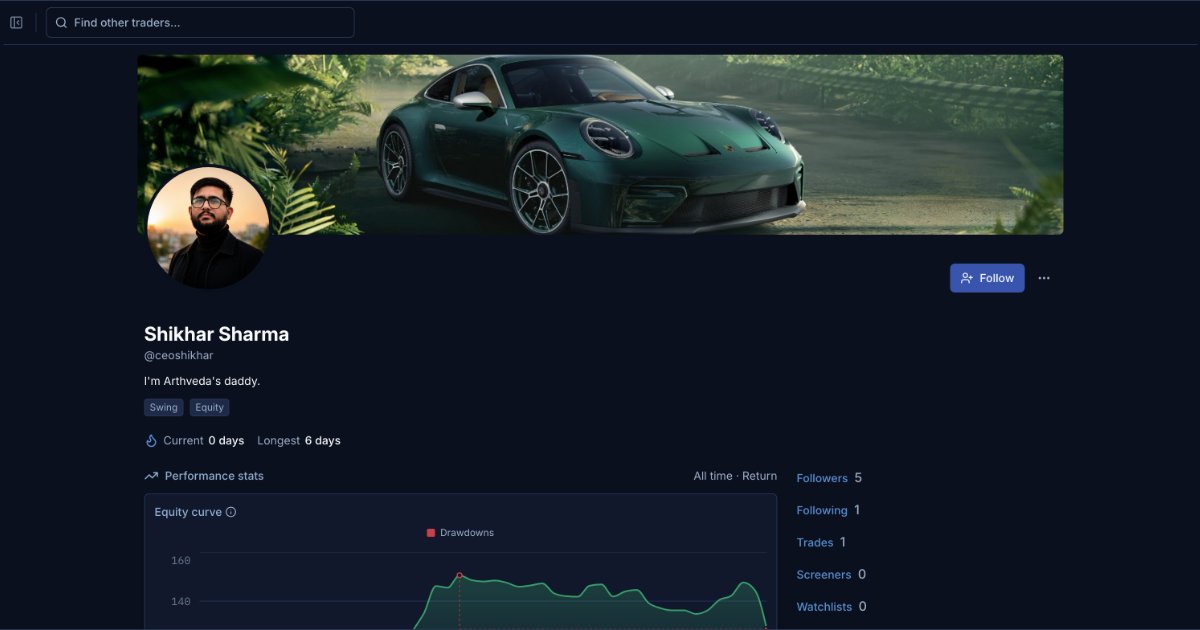 Find other traders...
Follow
Shikhar Sharma
@ceoshikhar
I'm Arthveda's daddy.
Swing Equity
Current 0 days Longest 6 days
Performance stats All time · Return
Equity curve
Drawdowns
160
140
Followers 5
Following 1
Trades 1
Screeners 0
Watchlists 0